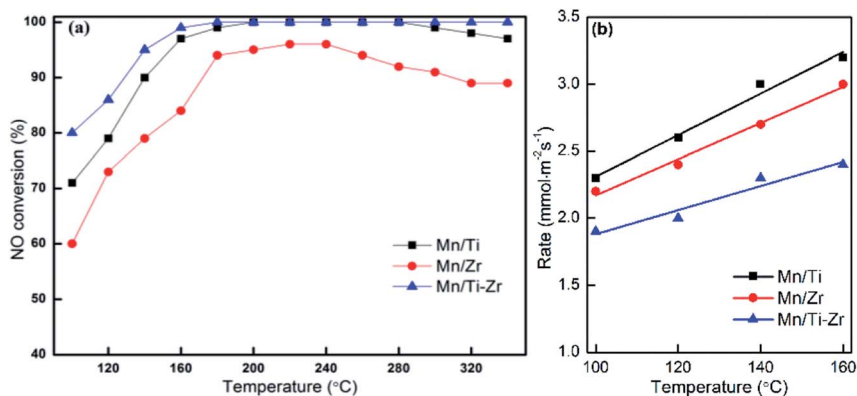 (a)
NO conversion (%)
100
90
80
70
60
50
40
120 160 200 240 280 320
Temperature (°C)
Mn/Ti
Mn/Zr
Mn/Ti-Zr
(b)
Rate (mmol·m⁻²s⁻¹)
3.5
3.0
2.5
2.0
1.5
1.0
100 120 140 160
Temperature (°C)
Mn/Ti
Mn/Zr
Mn/Ti-Zr